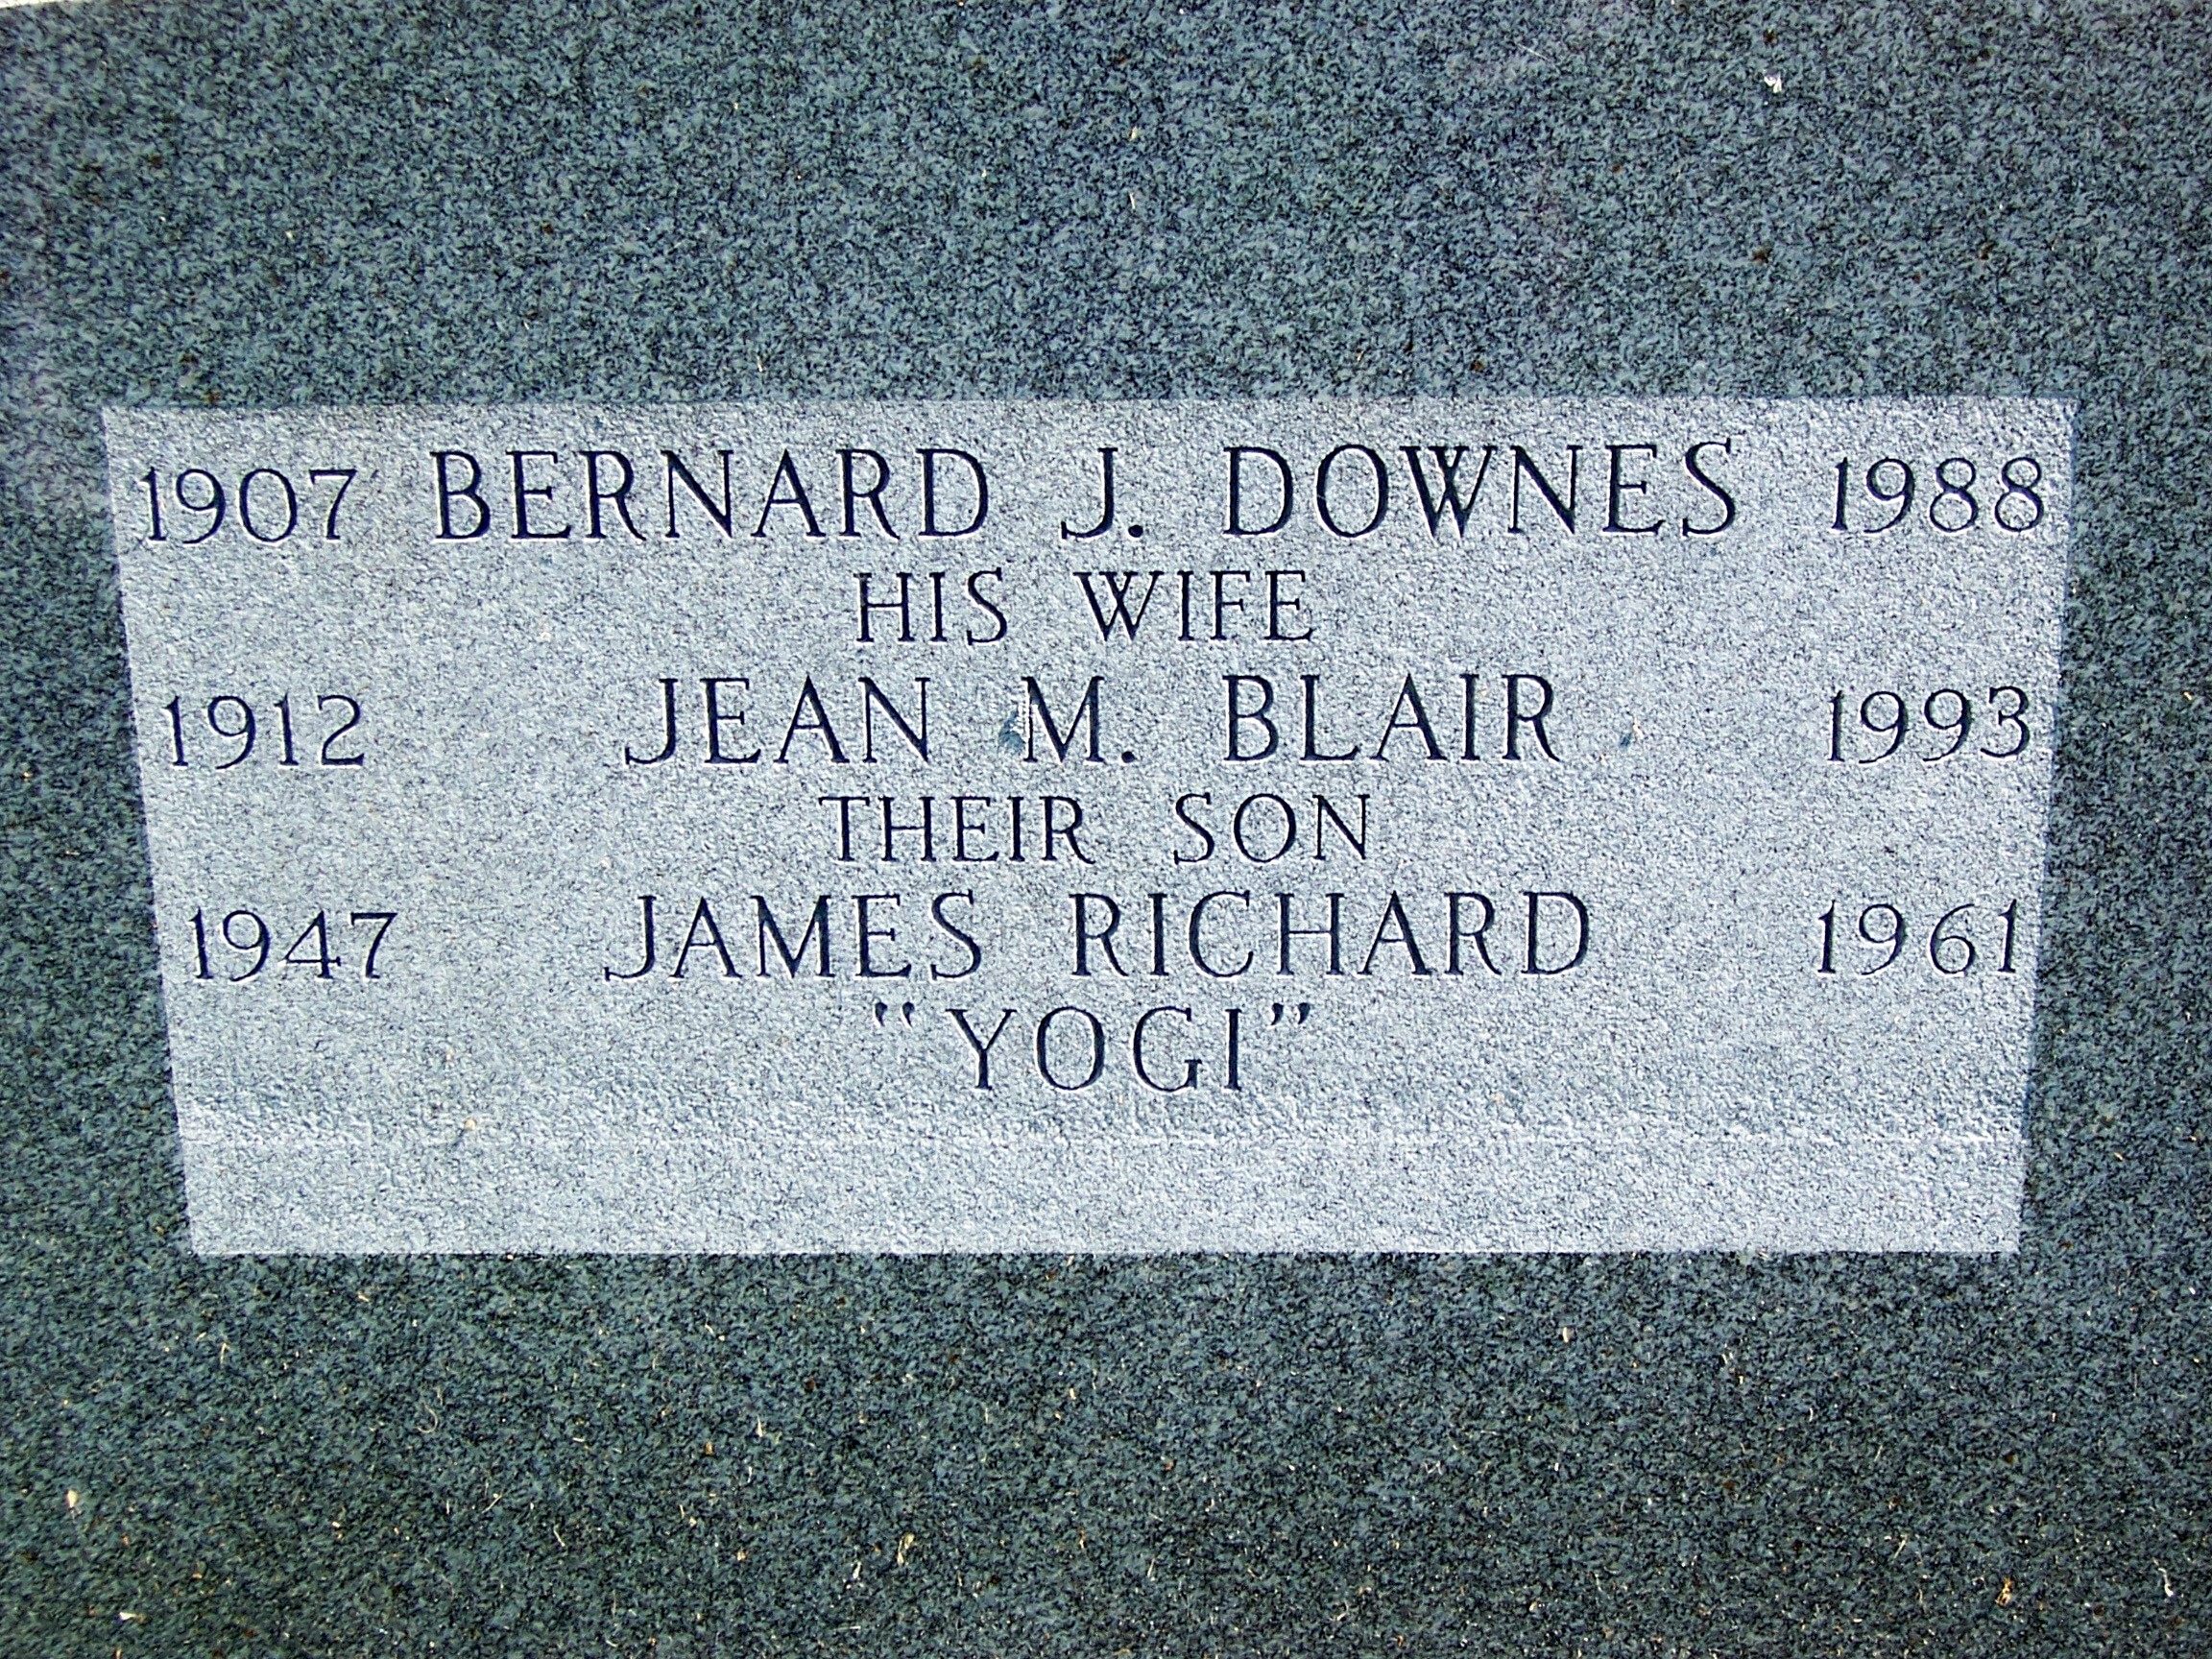 1907 BERNARD J. DOWNES 1988
HIS WIFE
1912 JEAN M. BLAIR 1993
THEIR SON
1947 JAMES RICHARD 1961
"YOGI"